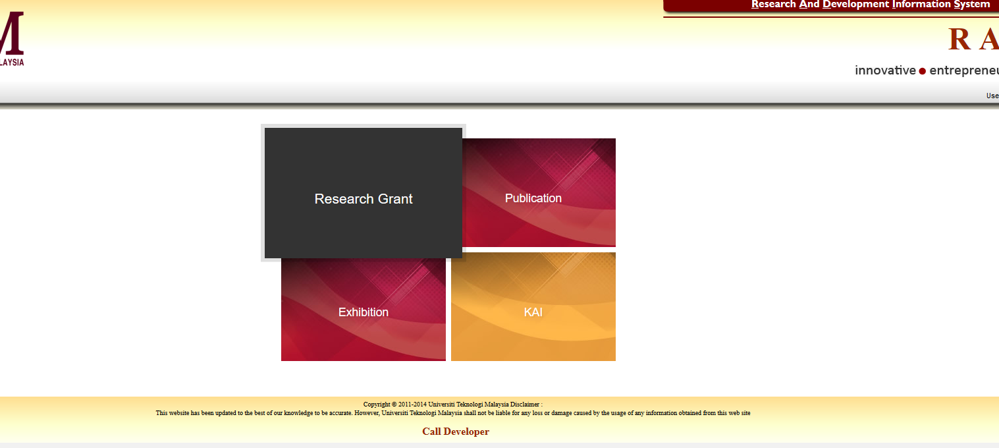 Research And Development Information System
M
R A
LAYSIA
innovative ● entrepreneu
Use
Research Grant
Publication
Exhibition
KAI
Copyright © 2011-2014 Universiti Teknologi Malaysia Disclaimer :
This website has been updated to the best of our knowledge to be accurate. However, Universiti Teknologi Malaysia shall not be liable for any loss or damage caused by the usage of any information obtained from this web site
Call Developer